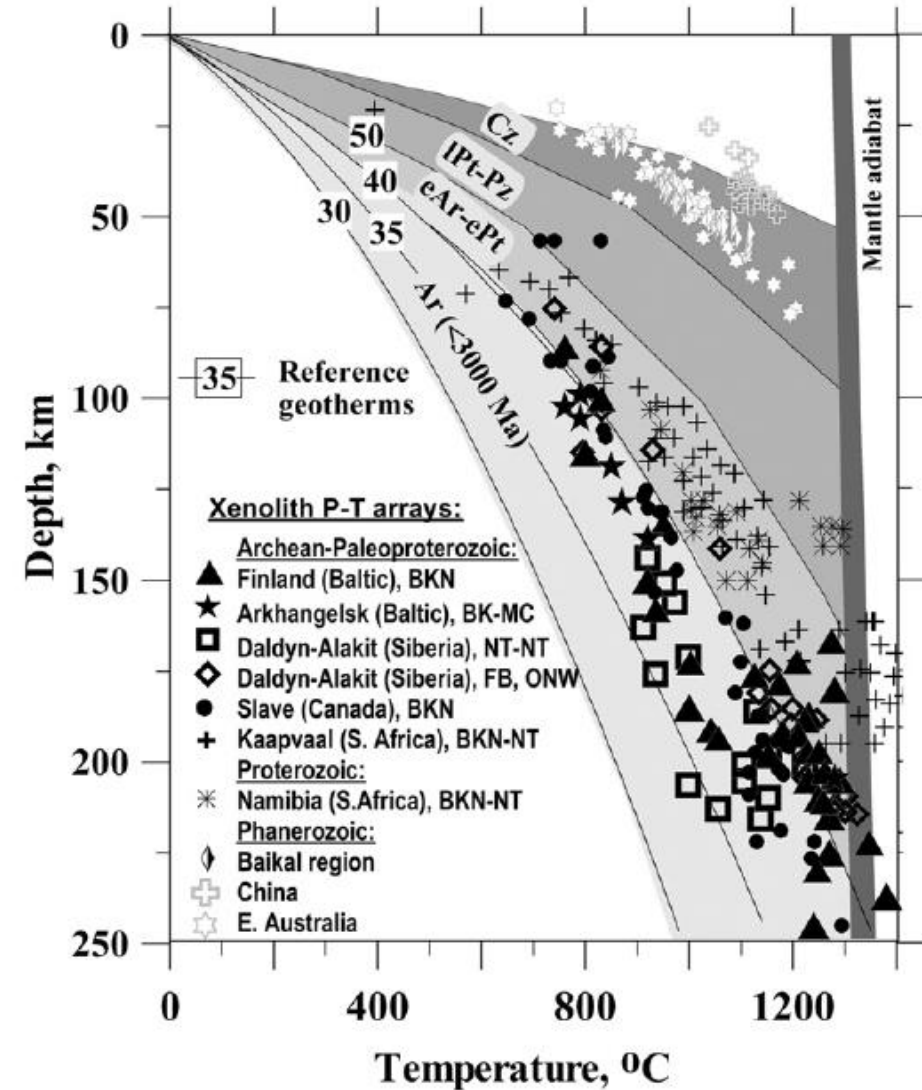 0
50
100
150
200
250
Depth, km
0
400
800
1200
Temperature, ºC
Cz
lPt-Pz
eAr-ePt
Ar (<3000 Ma)
50
40
35
30
Mantle adiabat
35 Reference
geotherms
Xenolith P-T arrays:
Archean-Paleoproterozoic:
Finland (Baltic), BKN
Arkhangelsk (Baltic), BK-MC
Daldyn-Alakit (Siberia), NT-NT
Daldyn-Alakit (Siberia), FB, ONW
Slave (Canada), BKN
Kaapvaal (S. Africa), BKN-NT
Proterozoic:
Namibia (S.Africa), BKN-NT
Phanerozoic:
Baikal region
China
E. Australia